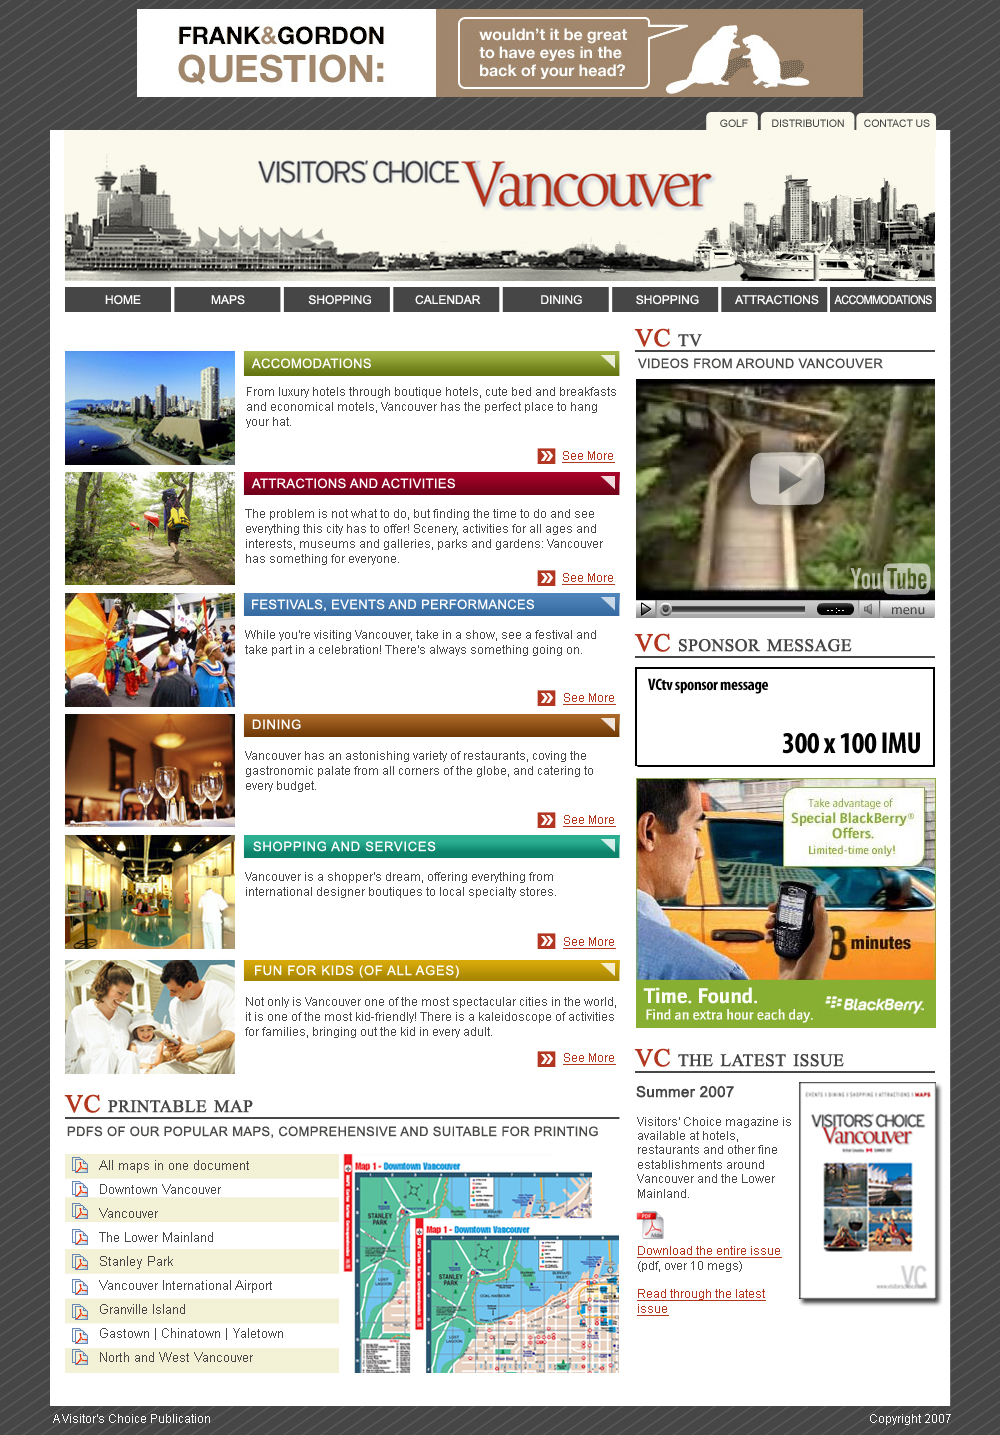 FRANK&GORDON
QUESTION:
wouldn't it be great
to have eyes in the
back of your head?
GOLF
DISTRIBUTION
CONTACT US
VISITORS' CHOICE Vancouver
HOME
MAPS
SHOPPING
CALENDAR
DINING
SHOPPING
ATTRACTIONS
ACCOMMODATIONS
ACCOMODATIONS
From luxury hotels through boutique hotels, cute bed and breakfasts
and economical motels, Vancouver has the perfect place to hang
your hat.
See More
ATTRACTIONS AND ACTIVITIES
The problem is not what to do, but finding the time to do and see
everything this city has to offer! Scenery, activities for all ages and
interests, museums and galleries, parks and gardens: Vancouver
has something for everyone.
See More
FESTIVALS, EVENTS AND PERFORMANCES
While you're visiting Vancouver, take in a show, see a festival and
take part in a celebration! There's always something going on.
See More
DINING
Vancouver has an astonishing variety of restaurants, coving the
gastronomic palate from all corners of the globe, and catering to
every budget.
See More
SHOPPING AND SERVICES
Vancouver is a shopper's dream, offering everything from
international designer boutiques to local specialty stores.
See More
FUN FOR KIDS (OF ALL AGES)
Not only is Vancouver one of the most spectacular cities in the world,
it is one of the most kid-friendly! There is a kaleidoscope of activities
for families, bringing out the kid in every adult.
See More
VC PRINTABLE MAP
PDFS OF OUR POPULAR MAPS, COMPREHENSIVE AND SUITABLE FOR PRINTING
All maps in one document
Downtown Vancouver
Vancouver
The Lower Mainland
Stanley Park
Vancouver International Airport
Granville Island
Gastown | Chinatown | Yaletown
North and West Vancouver
Map 1 - Downtown Vancouver
STANLEY
PARK
LOST
LAGOON
Map 1 - Downtown Vancouver
STANLEY
PARK
COAL HARBOUR
LOST
LAGOON
VC TV
VIDEOS FROM AROUND VANCOUVER
YouTube
--:--
menu
VC SPONSOR MESSAGE
VCtv sponsor message
300 x 100 IMU
Take advantage of
Special BlackBerry®
Offers.
Limited-time only!
8 minutes
Time. Found.
Find an extra hour each day.
BlackBerry.
VC THE LATEST ISSUE
Summer 2007
Visitors' Choice magazine is
available at hotels,
restaurants and other fine
establishments around
Vancouver and the Lower
Mainland.
PDF
Adobe
Download the entire issue
(pdf, over 10 megs)
Read through the latest
issue
EVENTS | DINING | SHOPPING | ATTRACTIONS | MAPS
VISITORS' CHOICE
Vancouver
VC
A Visitor's Choice Publication
Copyright 2007